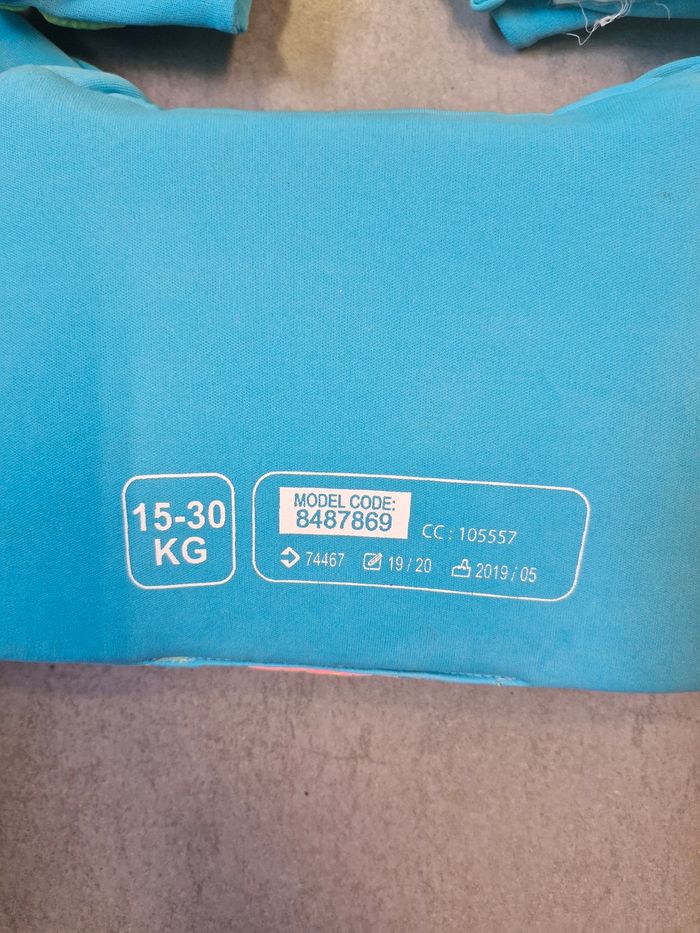 15-30
KG
MODEL CODE:
8487869
CC : 105557
74467 19 / 20 2019 / 05